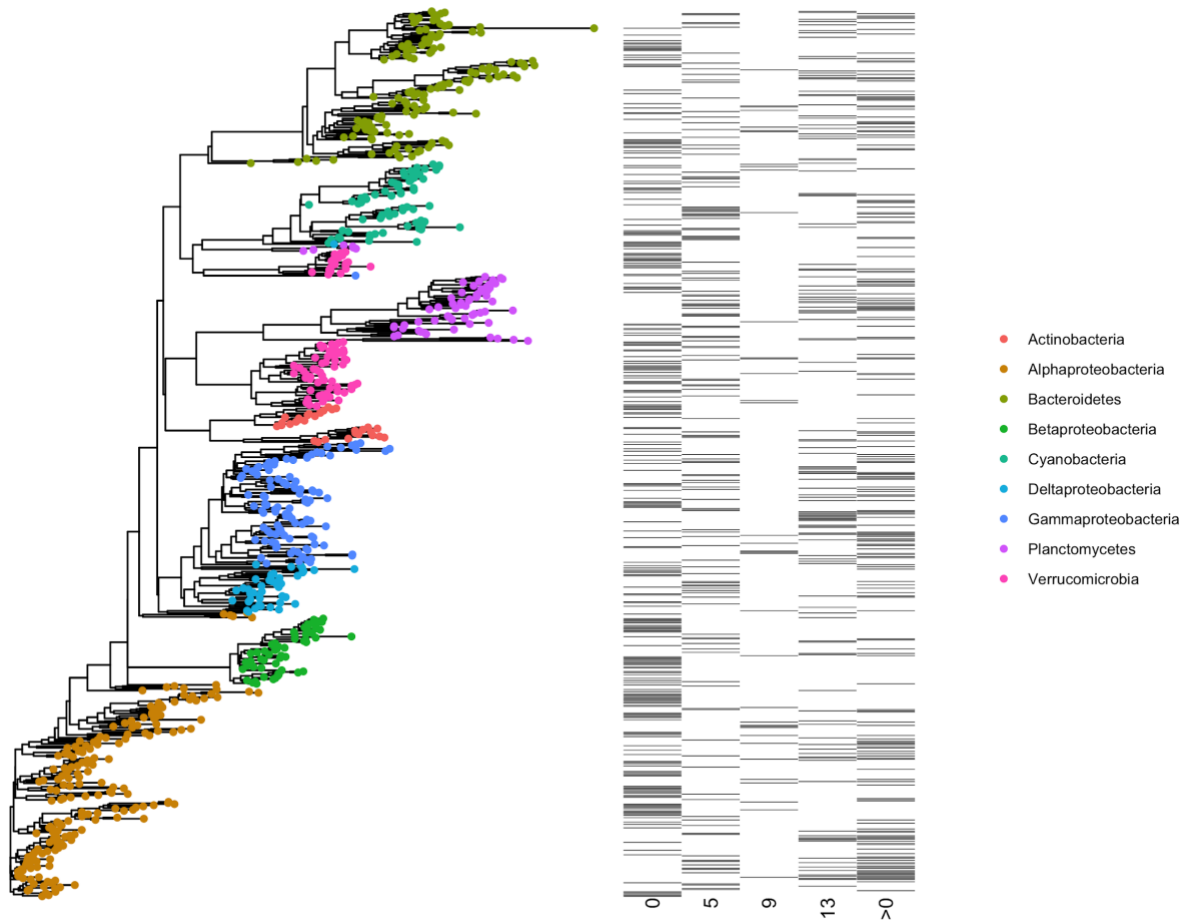 Actinobacteria
Alphaproteobacteria
Bacteroidetes
Betaproteobacteria
Cyanobacteria
Deltaproteobacteria
Gammaproteobacteria
Planctomycetes
Verrucomicrobia
0
5
9
13
>0